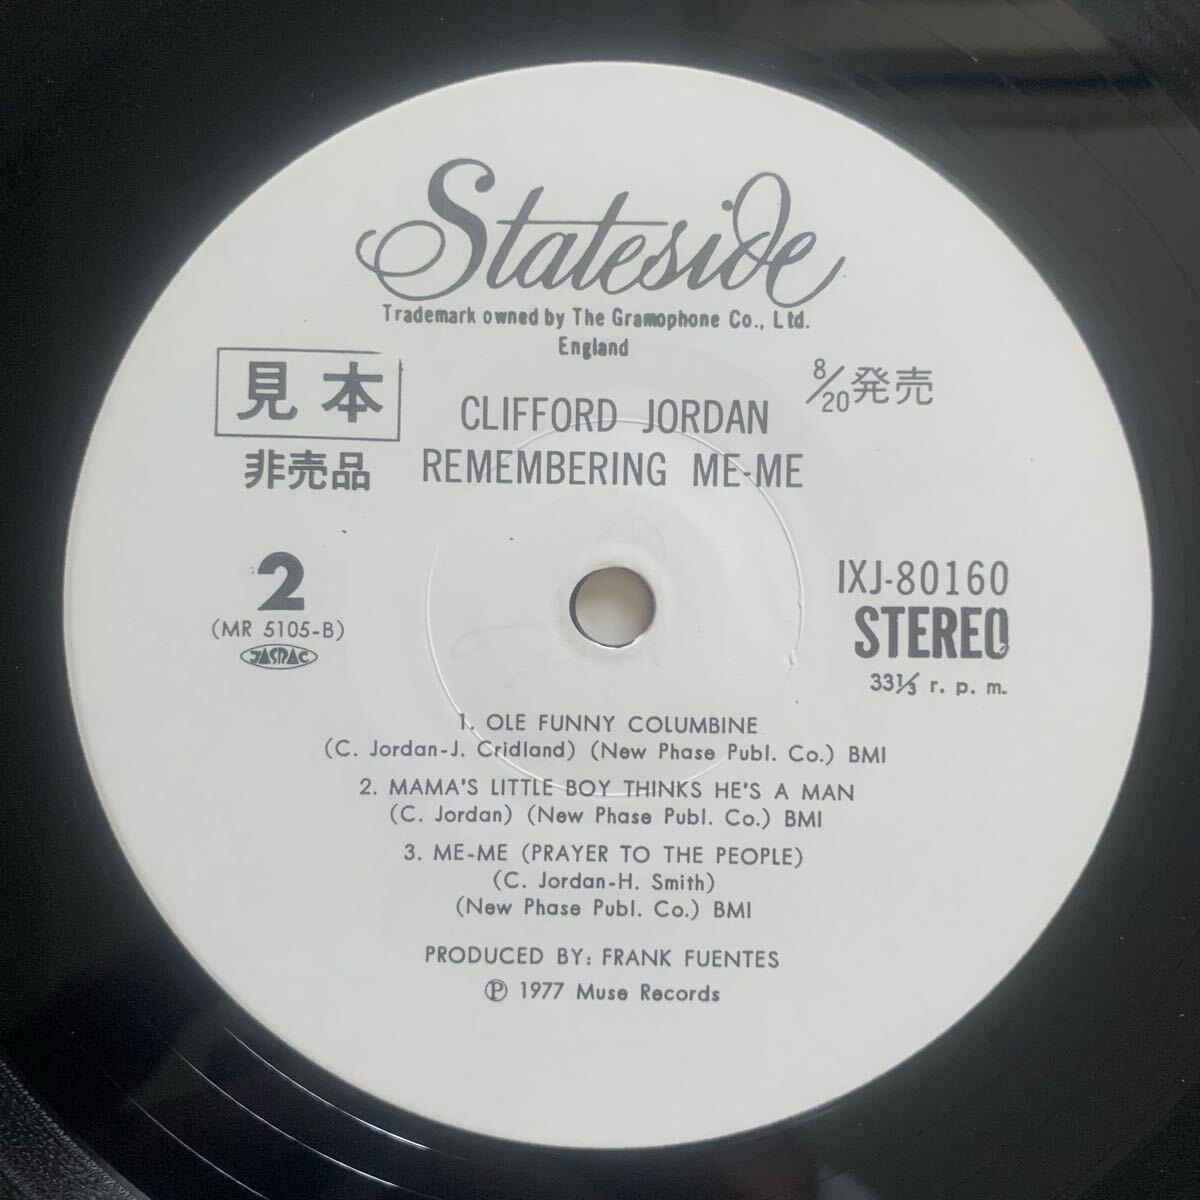 Stateside
Trademark owned by The Gramophone Co., Ltd.
England
見本
非売品
8/20発売
CLIFFORD JORDAN
REMEMBERING ME-ME
2
(MR 5105-B)
JASRAC
IXJ-80160
STEREO
33⅓ r. p. m.
1. OLE FUNNY COLUMBINE
(C. Jordan-J. Cridland) (New Phase Publ. Co.) BMI
2. MAMA'S LITTLE BOY THINKS HE'S A MAN
(C. Jordan) (New Phase Publ. Co.) BMI
3. ME-ME (PRAYER TO THE PEOPLE)
(C. Jordan-H. Smith)
(New Phase Publ. Co.) BMI
PRODUCED BY: FRANK FUENTES
℗ 1977 Muse Records